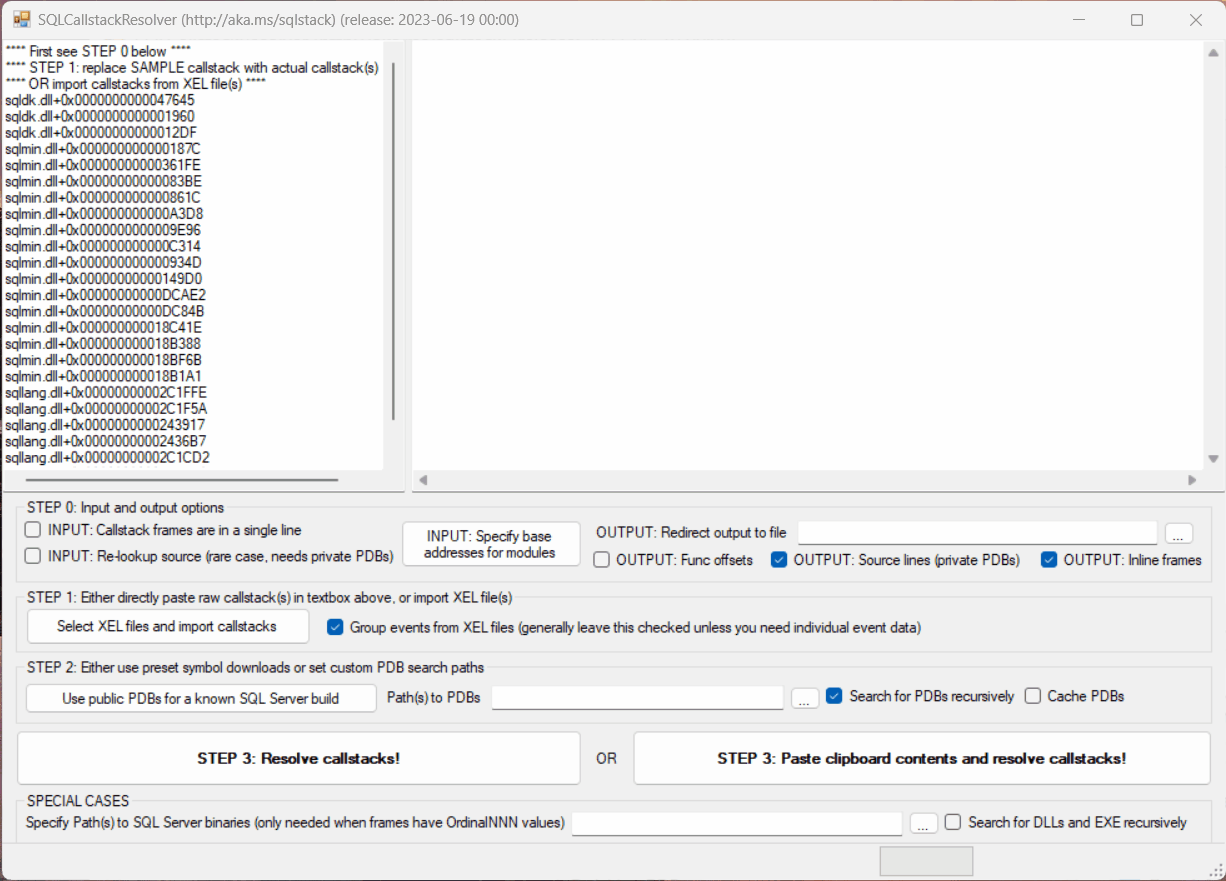 SQLCallstackResolver (http://aka.ms/sqlstack) (release: 2023-06-19 00:00)
**** First see STEP 0 below ****
**** STEP 1: replace SAMPLE callstack with actual callstack(s)
**** OR import callstacks from XEL file(s) ****
sqldk.dll+0x0000000000047645
sqldk.dll+0x0000000000001960
sqldk.dll+0x00000000000012DF
sqlmin.dll+0x000000000000187C
sqlmin.dll+0x00000000000361FE
sqlmin.dll+0x00000000000083BE
sqlmin.dll+0x000000000000861C
sqlmin.dll+0x000000000000A3D8
sqlmin.dll+0x0000000000009E96
sqlmin.dll+0x000000000000C314
sqlmin.dll+0x000000000000934D
sqlmin.dll+0x00000000000149D0
sqlmin.dll+0x00000000000DCAE2
sqlmin.dll+0x00000000000DC84B
sqlmin.dll+0x000000000018C41E
sqlmin.dll+0x000000000018B388
sqlmin.dll+0x000000000018BF6B
sqlmin.dll+0x000000000018B1A1
sqllang.dll+0x00000000002C1FFE
sqllang.dll+0x00000000002C1F5A
sqllang.dll+0x0000000000243917
sqllang.dll+0x00000000002436B7
sqllang.dll+0x00000000002C1CD2
STEP 0: Input and output options
INPUT: Callstack frames are in a single line
INPUT: Re-lookup source (rare case, needs private PDBs)
INPUT: Specify base
addresses for modules
OUTPUT: Redirect output to file
...
OUTPUT: Func offsets
OUTPUT: Source lines (private PDBs)
OUTPUT: Inline frames
STEP 1: Either directly paste raw callstack(s) in textbox above, or import XEL file(s)
Select XEL files and import callstacks
Group events from XEL files (generally leave this checked unless you need individual event data)
STEP 2: Either use preset symbol downloads or set custom PDB search paths
Use public PDBs for a known SQL Server build
Path(s) to PDBs
...
Search for PDBs recursively
Cache PDBs
STEP 3: Resolve callstacks!
OR
STEP 3: Paste clipboard contents and resolve callstacks!
SPECIAL CASES
Specify Path(s) to SQL Server binaries (only needed when frames have OrdinalNNN values)
...
Search for DLLs and EXE recursively